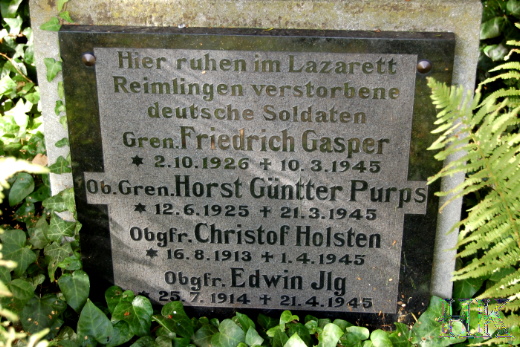 Hier ruhen im Lazarett
Reimlingen verstorbene
deutsche Soldaten
Gren. Friedrich Gasper
* 2.10.1926 + 10.3.1945
Ob.Gren. Horst Güntter Purps
* 12.6.1925 + 21.3.1945
Obgfr. Christof Holsten
* 16.8.1913 + 1.4.1945
Obgfr. Edwin Jlg
* 25.7.1914 + 21.4.1945